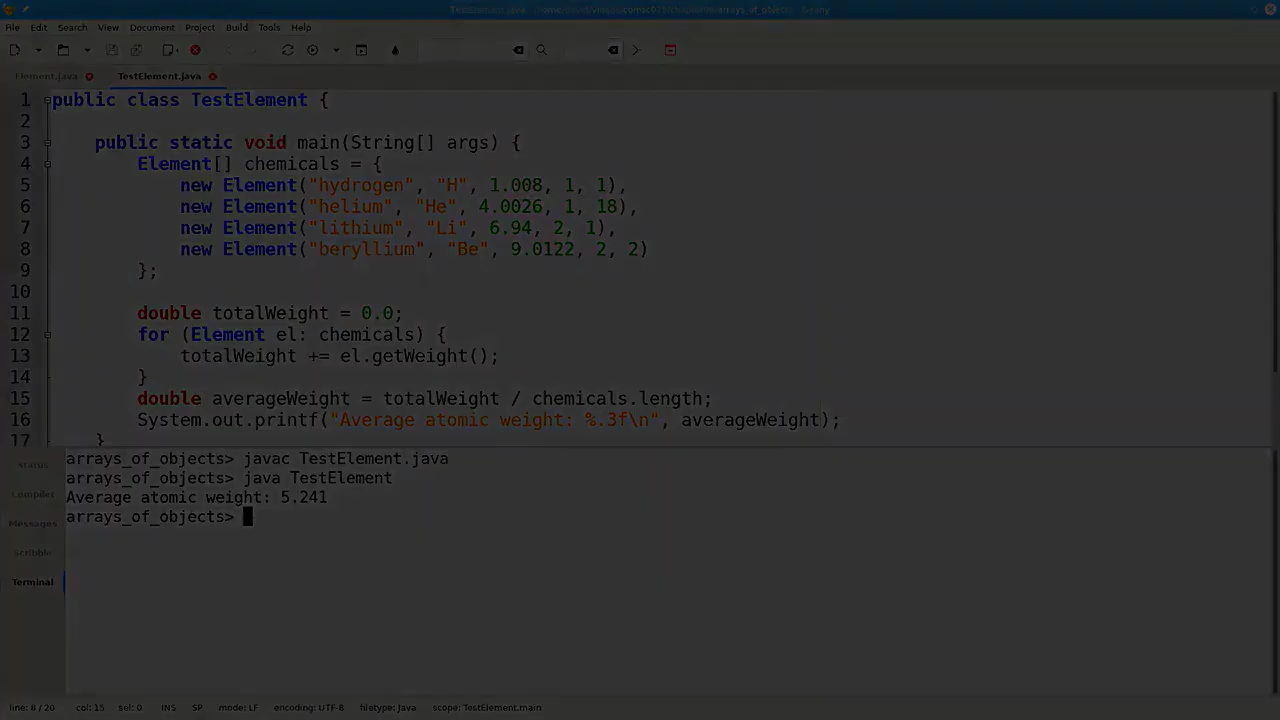 TestElement.java
File Edit Search View Document Project Build Tools Help
Element.java TestElement.java
1 public class TestElement {
2
3 public static void main(String[] args) {
4 Element[] chemicals = {
5 new Element("hydrogen", "H", 1.008, 1, 1),
6 new Element("helium", "He", 4.0026, 1, 18),
7 new Element("lithium", "Li", 6.94, 2, 1),
8 new Element("beryllium", "Be", 9.0122, 2, 2)
9 };
10
11 double totalWeight = 0.0;
12 for (Element el: chemicals) {
13 totalWeight += el.getWeight();
14 }
15 double averageWeight = totalWeight / chemicals.length;
16 System.out.printf("Average atomic weight: %.3f\n", averageWeight);
17 }
Status
Compiler
Messages
Scribble
Terminal
arrays_of_objects> javac TestElement.java
arrays_of_objects> java TestElement
Average atomic weight: 5.241
arrays_of_objects>
line: 8 / 20 col: 15 sel: 0 INS SP mode: LF encoding: UTF-8 filetype: Java scope: TestElement.main